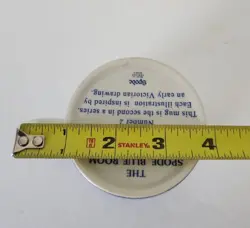 THE
SPODE BLUE ROOM
Number 2
This mug is the second in a series.
Each illustration is inspired by
an early Victorian drawing.
Spode
1 H STANLEY 2 3 4